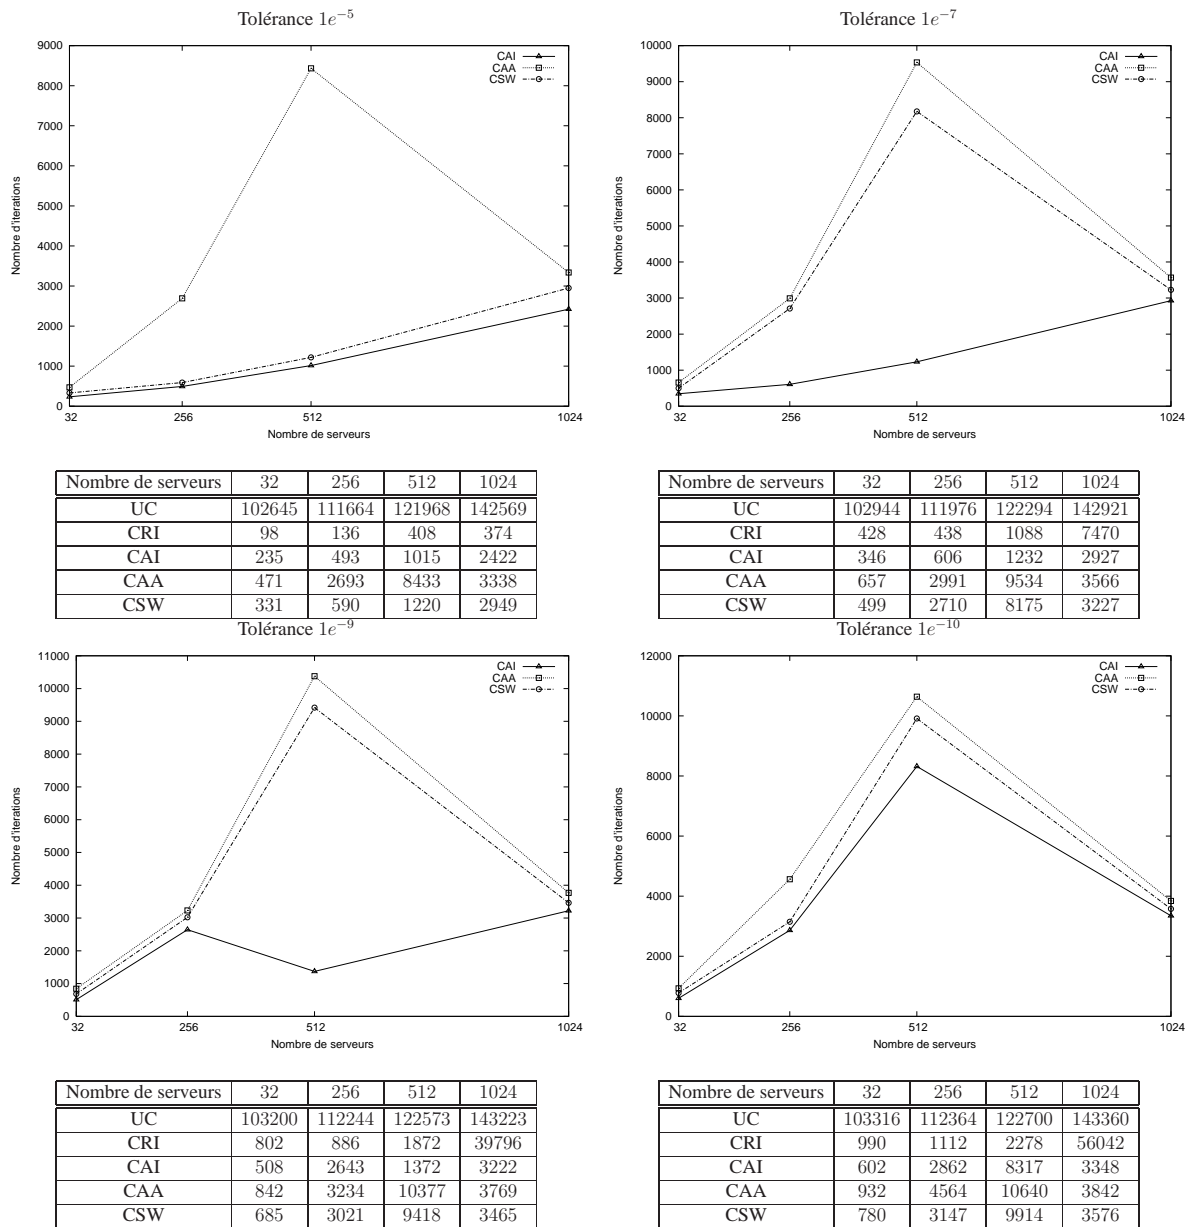 Tolérance 1e⁻⁵
9000
8000
7000
6000
5000
4000
3000
2000
1000
0
Nombre d'iterations
32 256 512 1024
Nombre de serveurs
CAI
CAA
CSW
Tolérance 1e⁻⁷
10000
9000
8000
7000
6000
5000
4000
3000
2000
1000
0
Nombre d'iterations
32 256 512 1024
Nombre de serveurs
CAI
CAA
CSW
Nombre de serveurs 32 256 512 1024
UC 102645 111664 121968 142569
CRI 98 136 408 374
CAI 235 493 1015 2422
CAA 471 2693 8433 3338
CSW 331 590 1220 2949
Nombre de serveurs 32 256 512 1024
UC 102944 111976 122294 142921
CRI 428 438 1088 7470
CAI 346 606 1232 2927
CAA 657 2991 9534 3566
CSW 499 2710 8175 3227
Tolérance 1e⁻⁹
11000
10000
9000
8000
7000
6000
5000
4000
3000
2000
1000
0
Nombre d'iterations
32 256 512 1024
Nombre de serveurs
CAI
CAA
CSW
Tolérance 1e⁻¹⁰
12000
10000
8000
6000
4000
2000
0
Nombre d'iterations
32 256 512 1024
Nombre de serveurs
CAI
CAA
CSW
Nombre de serveurs 32 256 512 1024
UC 103200 112244 122573 143223
CRI 802 886 1872 39796
CAI 508 2643 1372 3222
CAA 842 3234 10377 3769
CSW 685 3021 9418 3465
Nombre de serveurs 32 256 512 1024
UC 103316 112364 122700 143360
CRI 990 1112 2278 56042
CAI 602 2862 8317 3348
CAA 932 4564 10640 3842
CSW 780 3147 9914 3576